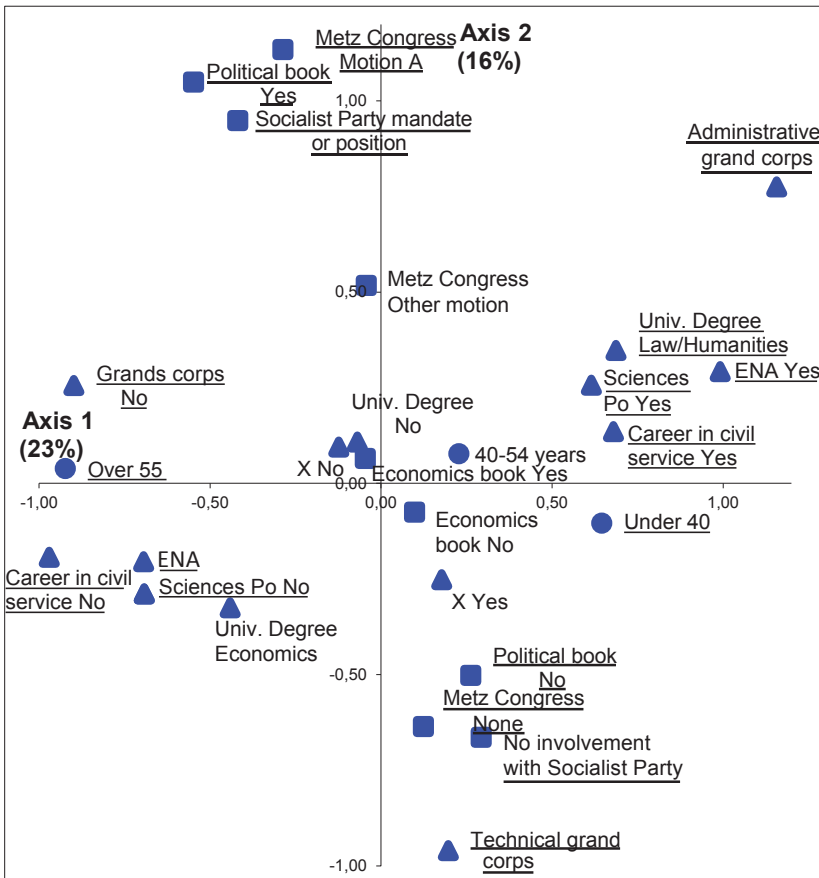 Metz Congress
Motion A
Axis 2
(16%)
Political book
Yes
1,00
Socialist Party mandate
or position
Administrative
grand corps
Metz Congress
Other motion
0,50
Univ. Degree
Law/Humanities
Sciences
Po Yes
ENA Yes
Grands corps
No
Axis 1
(23%)
Univ. Degree
No
Career in civil
service Yes
Over 55
X No
40-54 years
Economics book Yes
0,00
-1,00
-0,50
0,00
0,50
1,00
Economics
book No
Under 40
Career in civil
service No
ENA
Sciences Po No
X Yes
Univ. Degree
Economics
-0,50
Political book
No
Metz Congress
None
No involvement
with Socialist Party
Technical grand
corps
-1,00